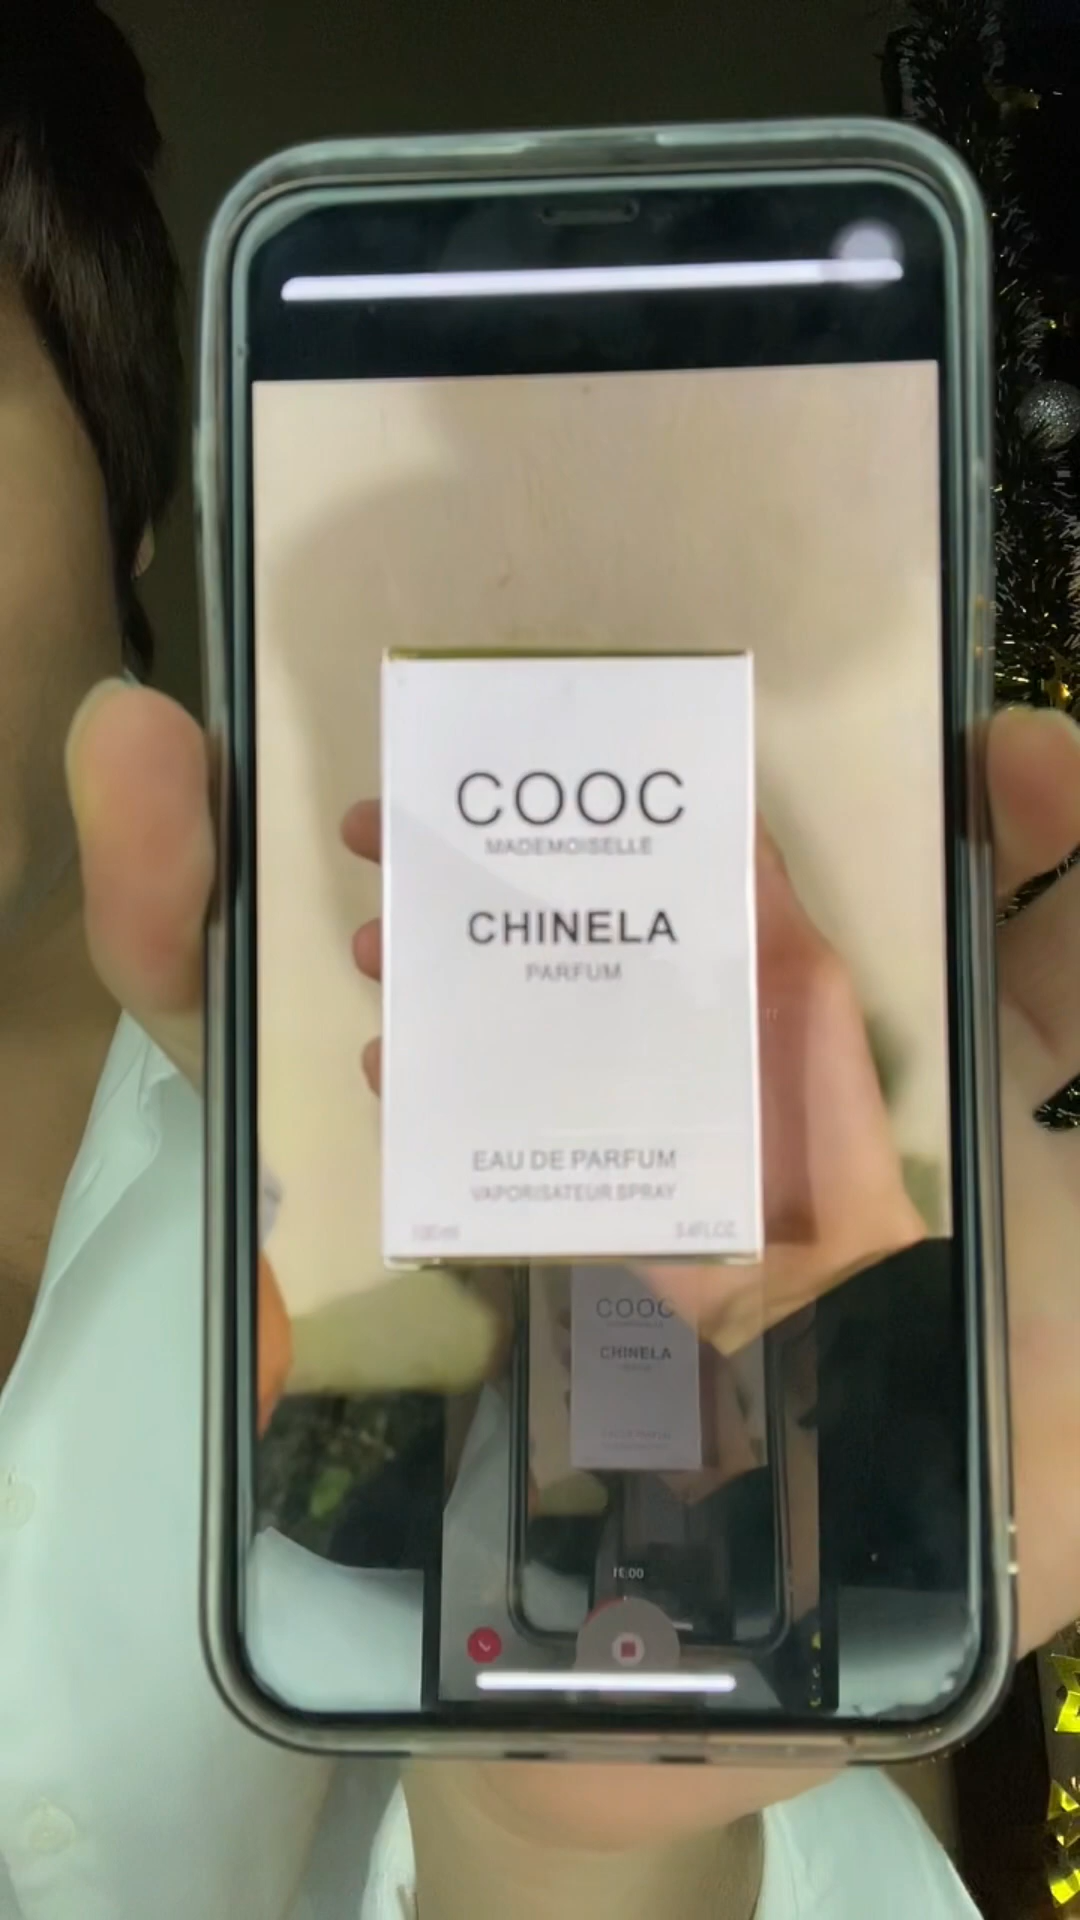 COOC
MADEMOISELLE
CHINELA
PARFUM
EAU DE PARFUM
VAPORISATEUR SPRAY
100ml 3.4FL.OZ.
COOC
CHINELA